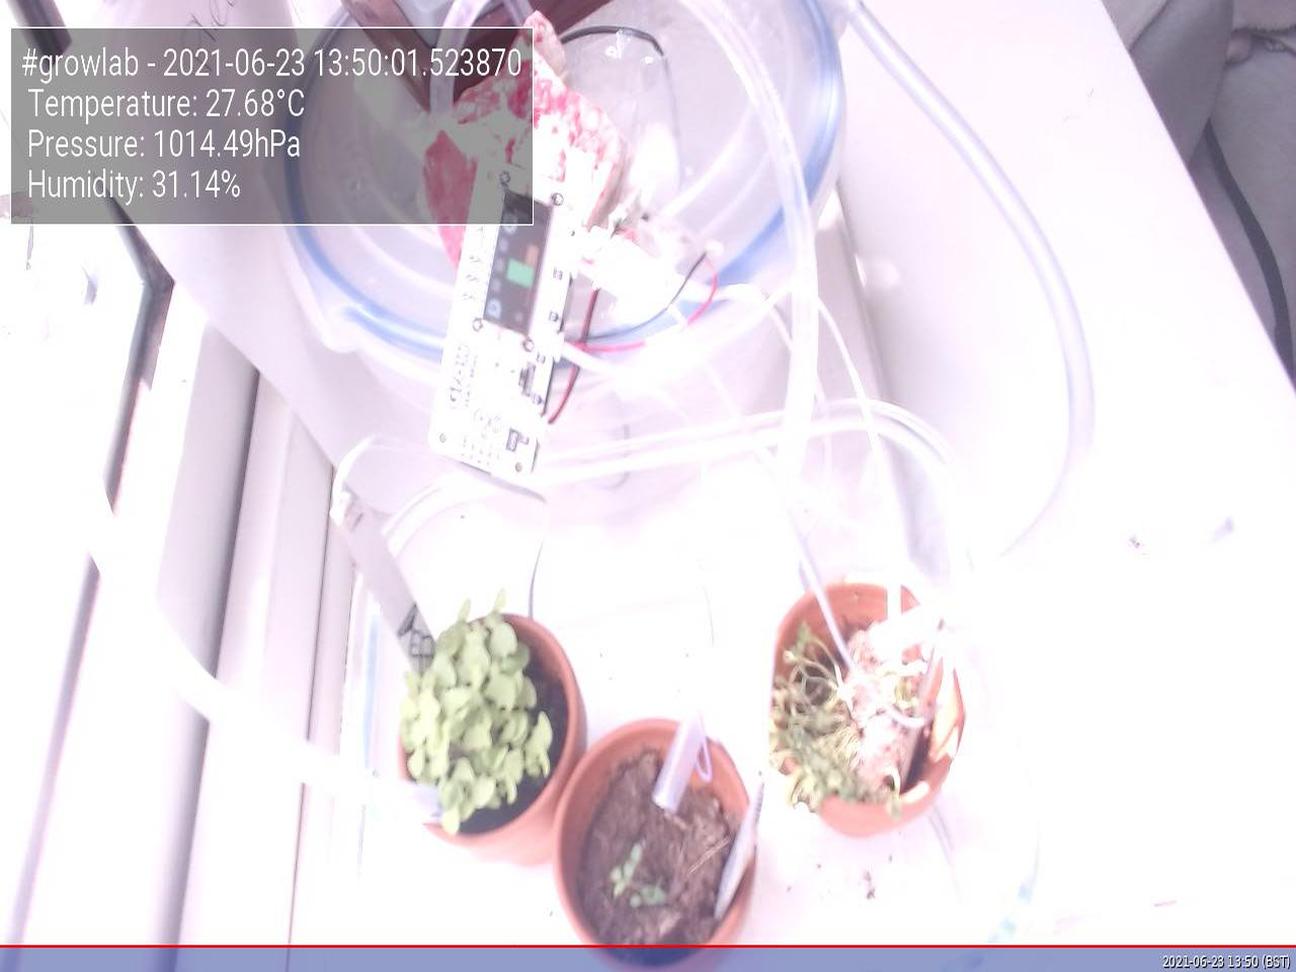 #growlab - 2021-06-23 13:50:01.523870
Temperature: 27.68°C
Pressure: 1014.49hPa
Humidity: 31.14%
2021-06-23 13:50 (BST)